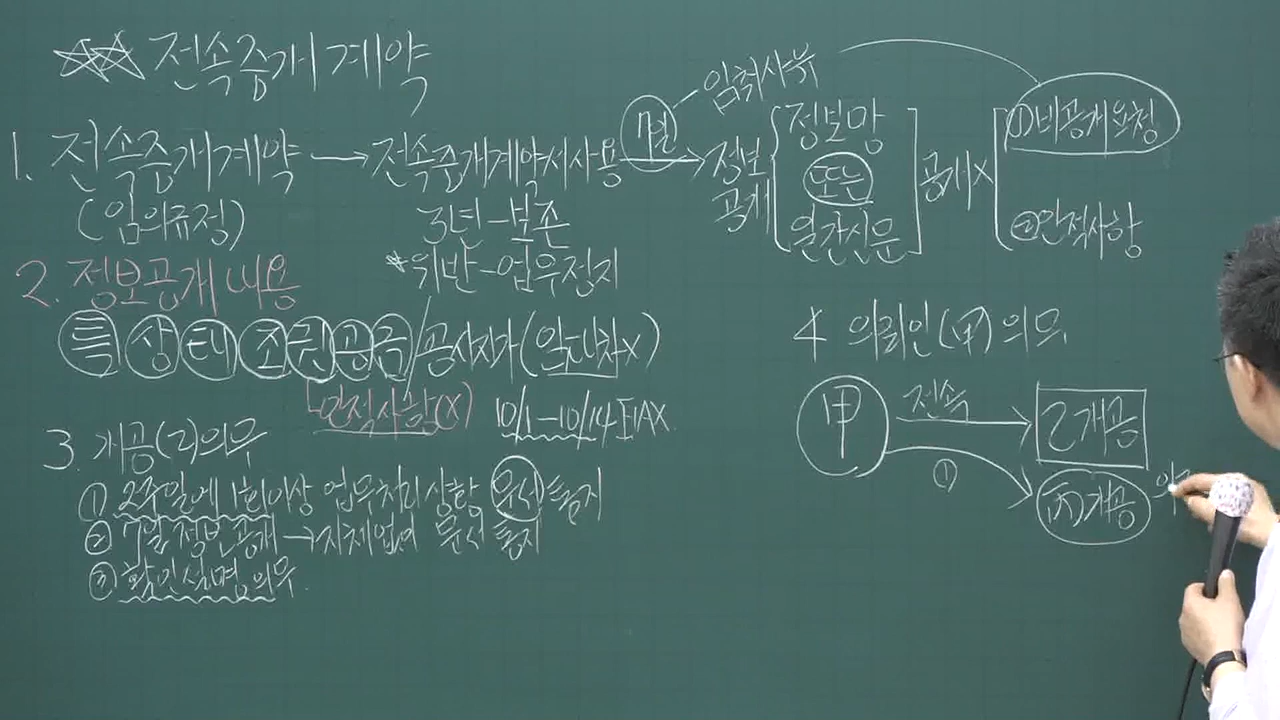 전속중개계약
1. 전속중개계약 → 전속중개계약서사용
7일
(임의규정)
3년-보존
*위반-업무정지
→ 정보공개
정보망
또는
일간신문
공개X
①비공개요청
②인적사항
2. 정보공개내용
특 상 태 조 권 공 금 / 공시지가(임대차X)
인적사항(X)
10/1~10/14 FAX.
3. 개공(乙)의무
① 2주일에 1회이상 업무처리상황 문서통지
② 7일 정보공개 → 지체없이 문서 통지
③ 확인설명의무.
4 의뢰인(甲)의무
甲
전속
乙개공
①
(丙)개공